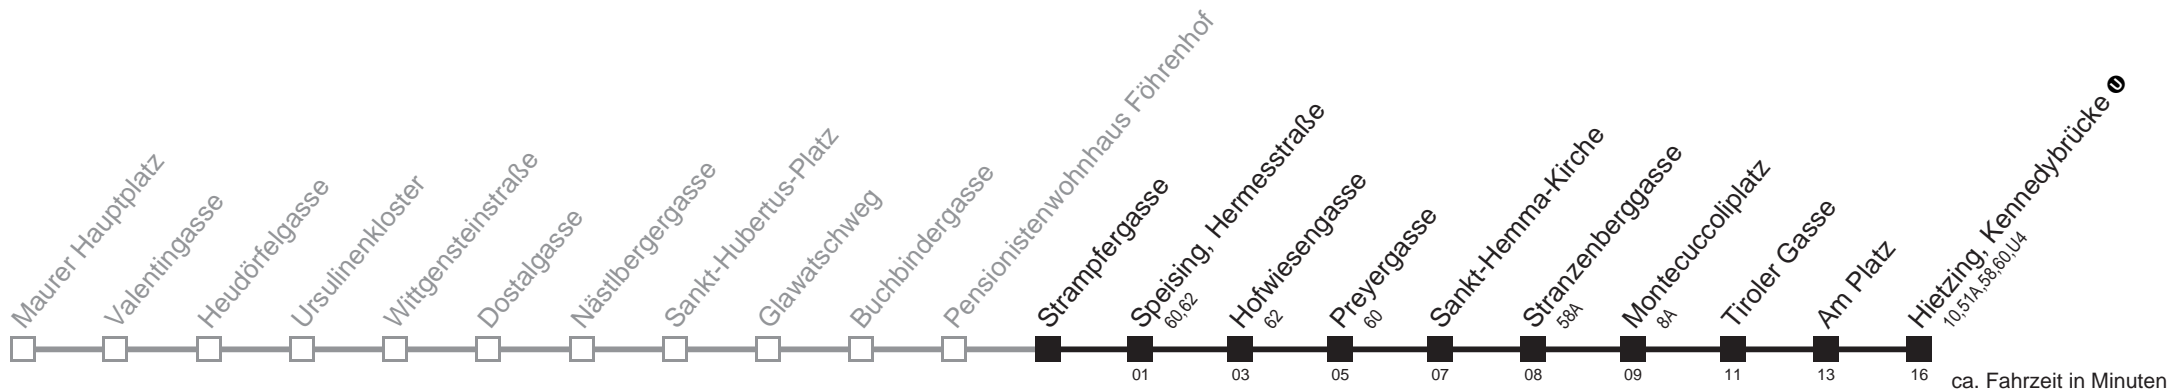 Maurer Hauptplatz
Valentingasse
Heudörfelgasse
Ursulinenkloster
Wittgensteinstraße
Dostalgasse
Nästlbergergasse
Sankt-Hubertus-Platz
Glawatschweg
Buchbindergasse
Pensionistenwohnhaus Föhrenhof
Strampfergasse
Speising, Hermesstraße
60,62
Hofwiesengasse
62
Preyergasse
60
Sankt-Hemma-Kirche
Stranzenberggasse
58A
Montecuccoliplatz
8A
Tiroler Gasse
Am Platz
Hietzing, Kennedybrücke U
10,51A,58,60,U4
01 03 05 07 08 09 11 13 16 ca. Fahrzeit in Minuten